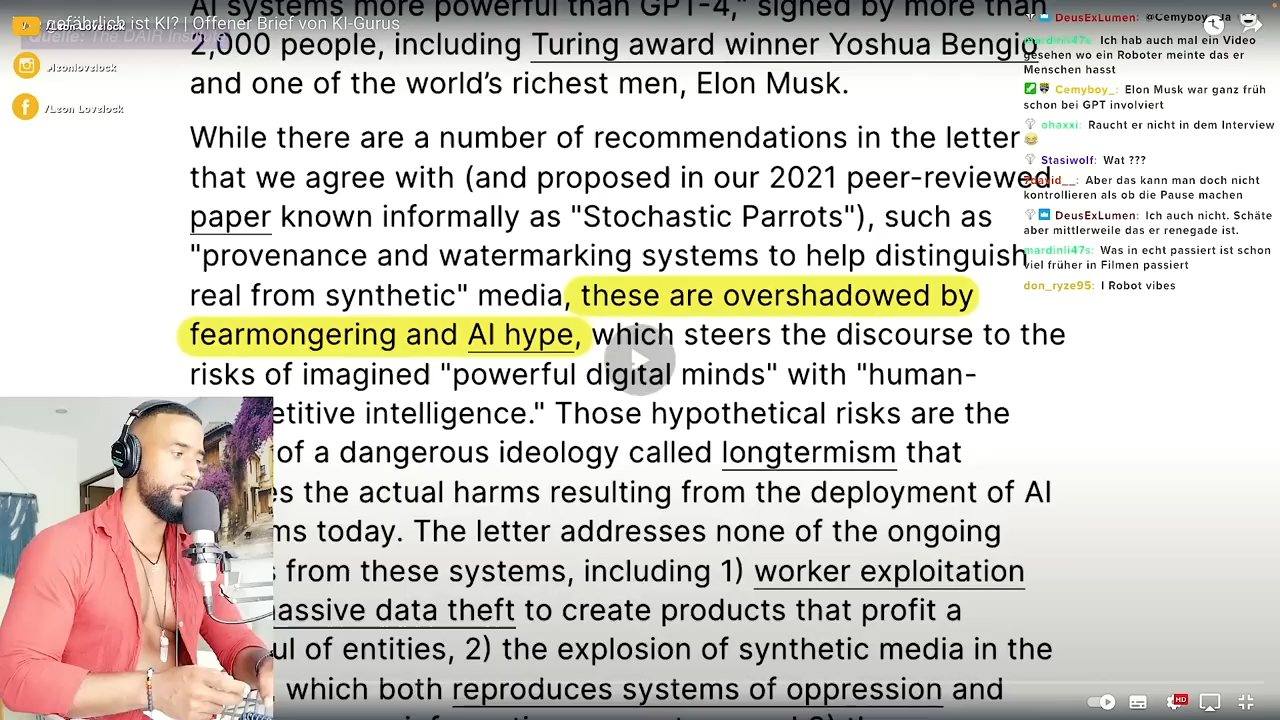 AI systems more powerful than GPT-4," signed by more than
gefährlich ist KI? | Offener Brief von KI-Gurus
Quelle: The DAIR Institute
2,000 people, including Turing award winner Yoshua Bengio
and one of the world's richest men, Elon Musk.
While there are a number of recommendations in the letter
that we agree with (and proposed in our 2021 peer-reviewed
paper known informally as "Stochastic Parrots"), such as
"provenance and watermarking systems to help distinguish
real from synthetic" media, these are overshadowed by
fearmongering and AI hype, which steers the discourse to the
risks of imagined "powerful digital minds" with "human-
etitive intelligence." Those hypothetical risks are the
of a dangerous ideology called longtermism that
es the actual harms resulting from the deployment of AI
ms today. The letter addresses none of the ongoing
from these systems, including 1) worker exploitation
assive data theft to create products that profit a
ul of entities, 2) the explosion of synthetic media in the
, which both reproduces systems of oppression and
/Leon Lovelock
@leonlovelock
/Leon Lovelock
DeusExLumen: @Cemyboy_ Ja
mardinli47s: Ich hab auch mal ein Video
gesehen wo ein Roboter meinte das er
Menschen hasst
Cemyboy_: Elon Musk war ganz früh
schon bei GPT involviert
ohaxxi: Raucht er nicht in dem Interview
Stasiwolf: Wat ???
7david__: Aber das kann man doch nicht
kontrollieren als ob die Pause machen
DeusExLumen: Ich auch nicht. Schäte
aber mittlerweile das er renegade ist.
mardinli47s: Was in echt passiert ist schon
viel früher in Filmen passiert
don_ryze95: I Robot vibes
HD